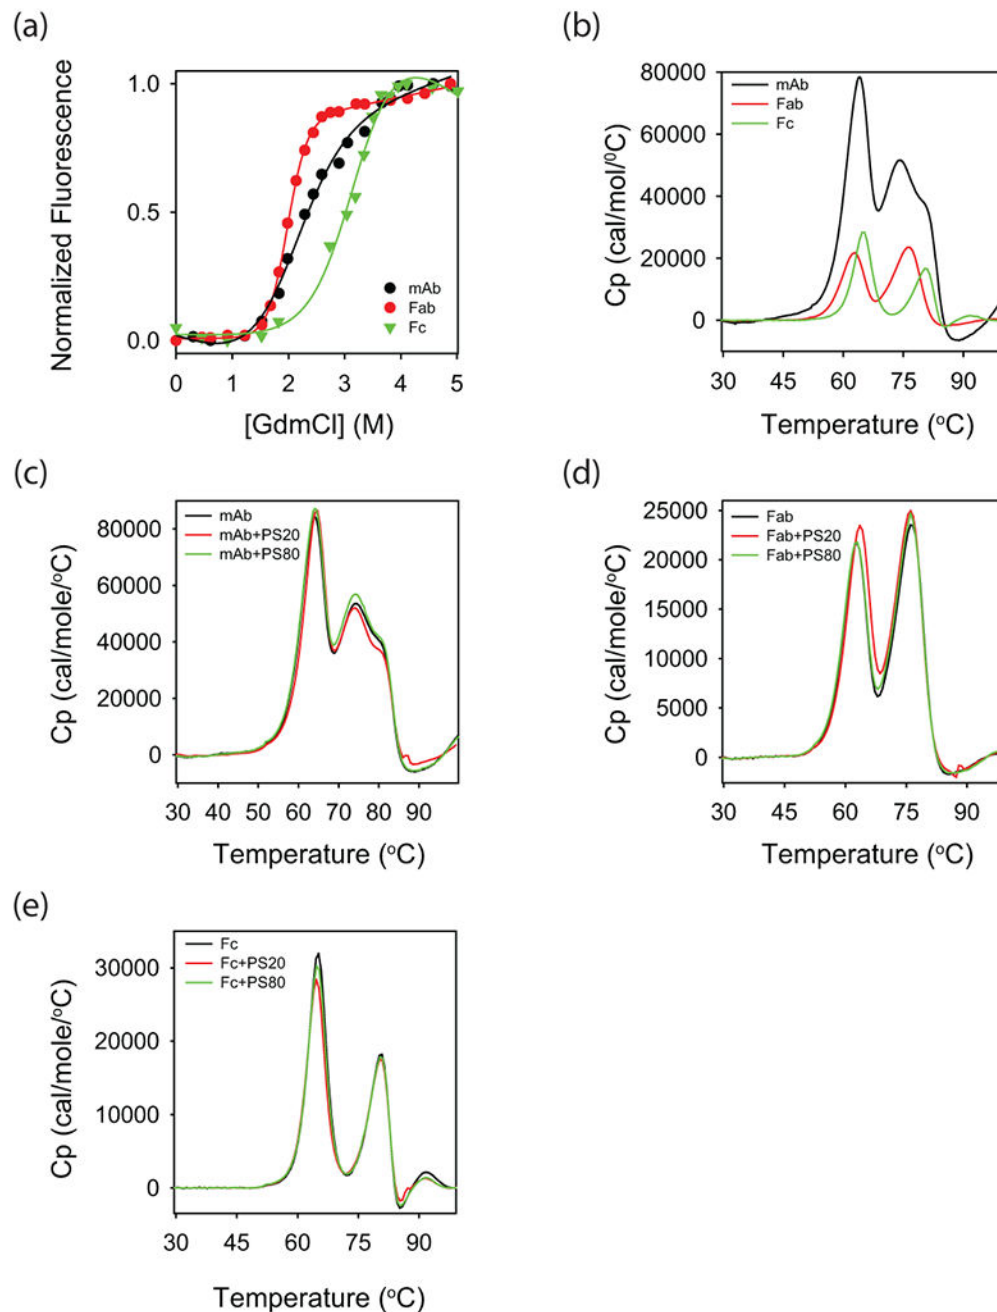 (a)
Normalized Fluorescence
1.0
0.5
0.0
mAb
Fab
Fc
0 1 2 3 4 5
[GdmCl] (M)
(b)
Cp (cal/mol/⁰C)
80000
60000
40000
20000
0
mAb
Fab
Fc
30 45 60 75 90
Temperature (°C)
(c)
Cp (cal/mole/°C)
80000
60000
40000
20000
0
mAb
mAb+PS20
mAb+PS80
30 40 50 60 70 80 90
Temperature (°C)
(d)
Cp (cal/mole/°C)
25000
20000
15000
10000
5000
0
Fab
Fab+PS20
Fab+PS80
30 45 60 75 90
Temperature (°C)
(e)
Cp (cal/mole/°C)
30000
20000
10000
0
Fc
Fc+PS20
Fc+PS80
30 45 60 75 90
Temperature (°C)